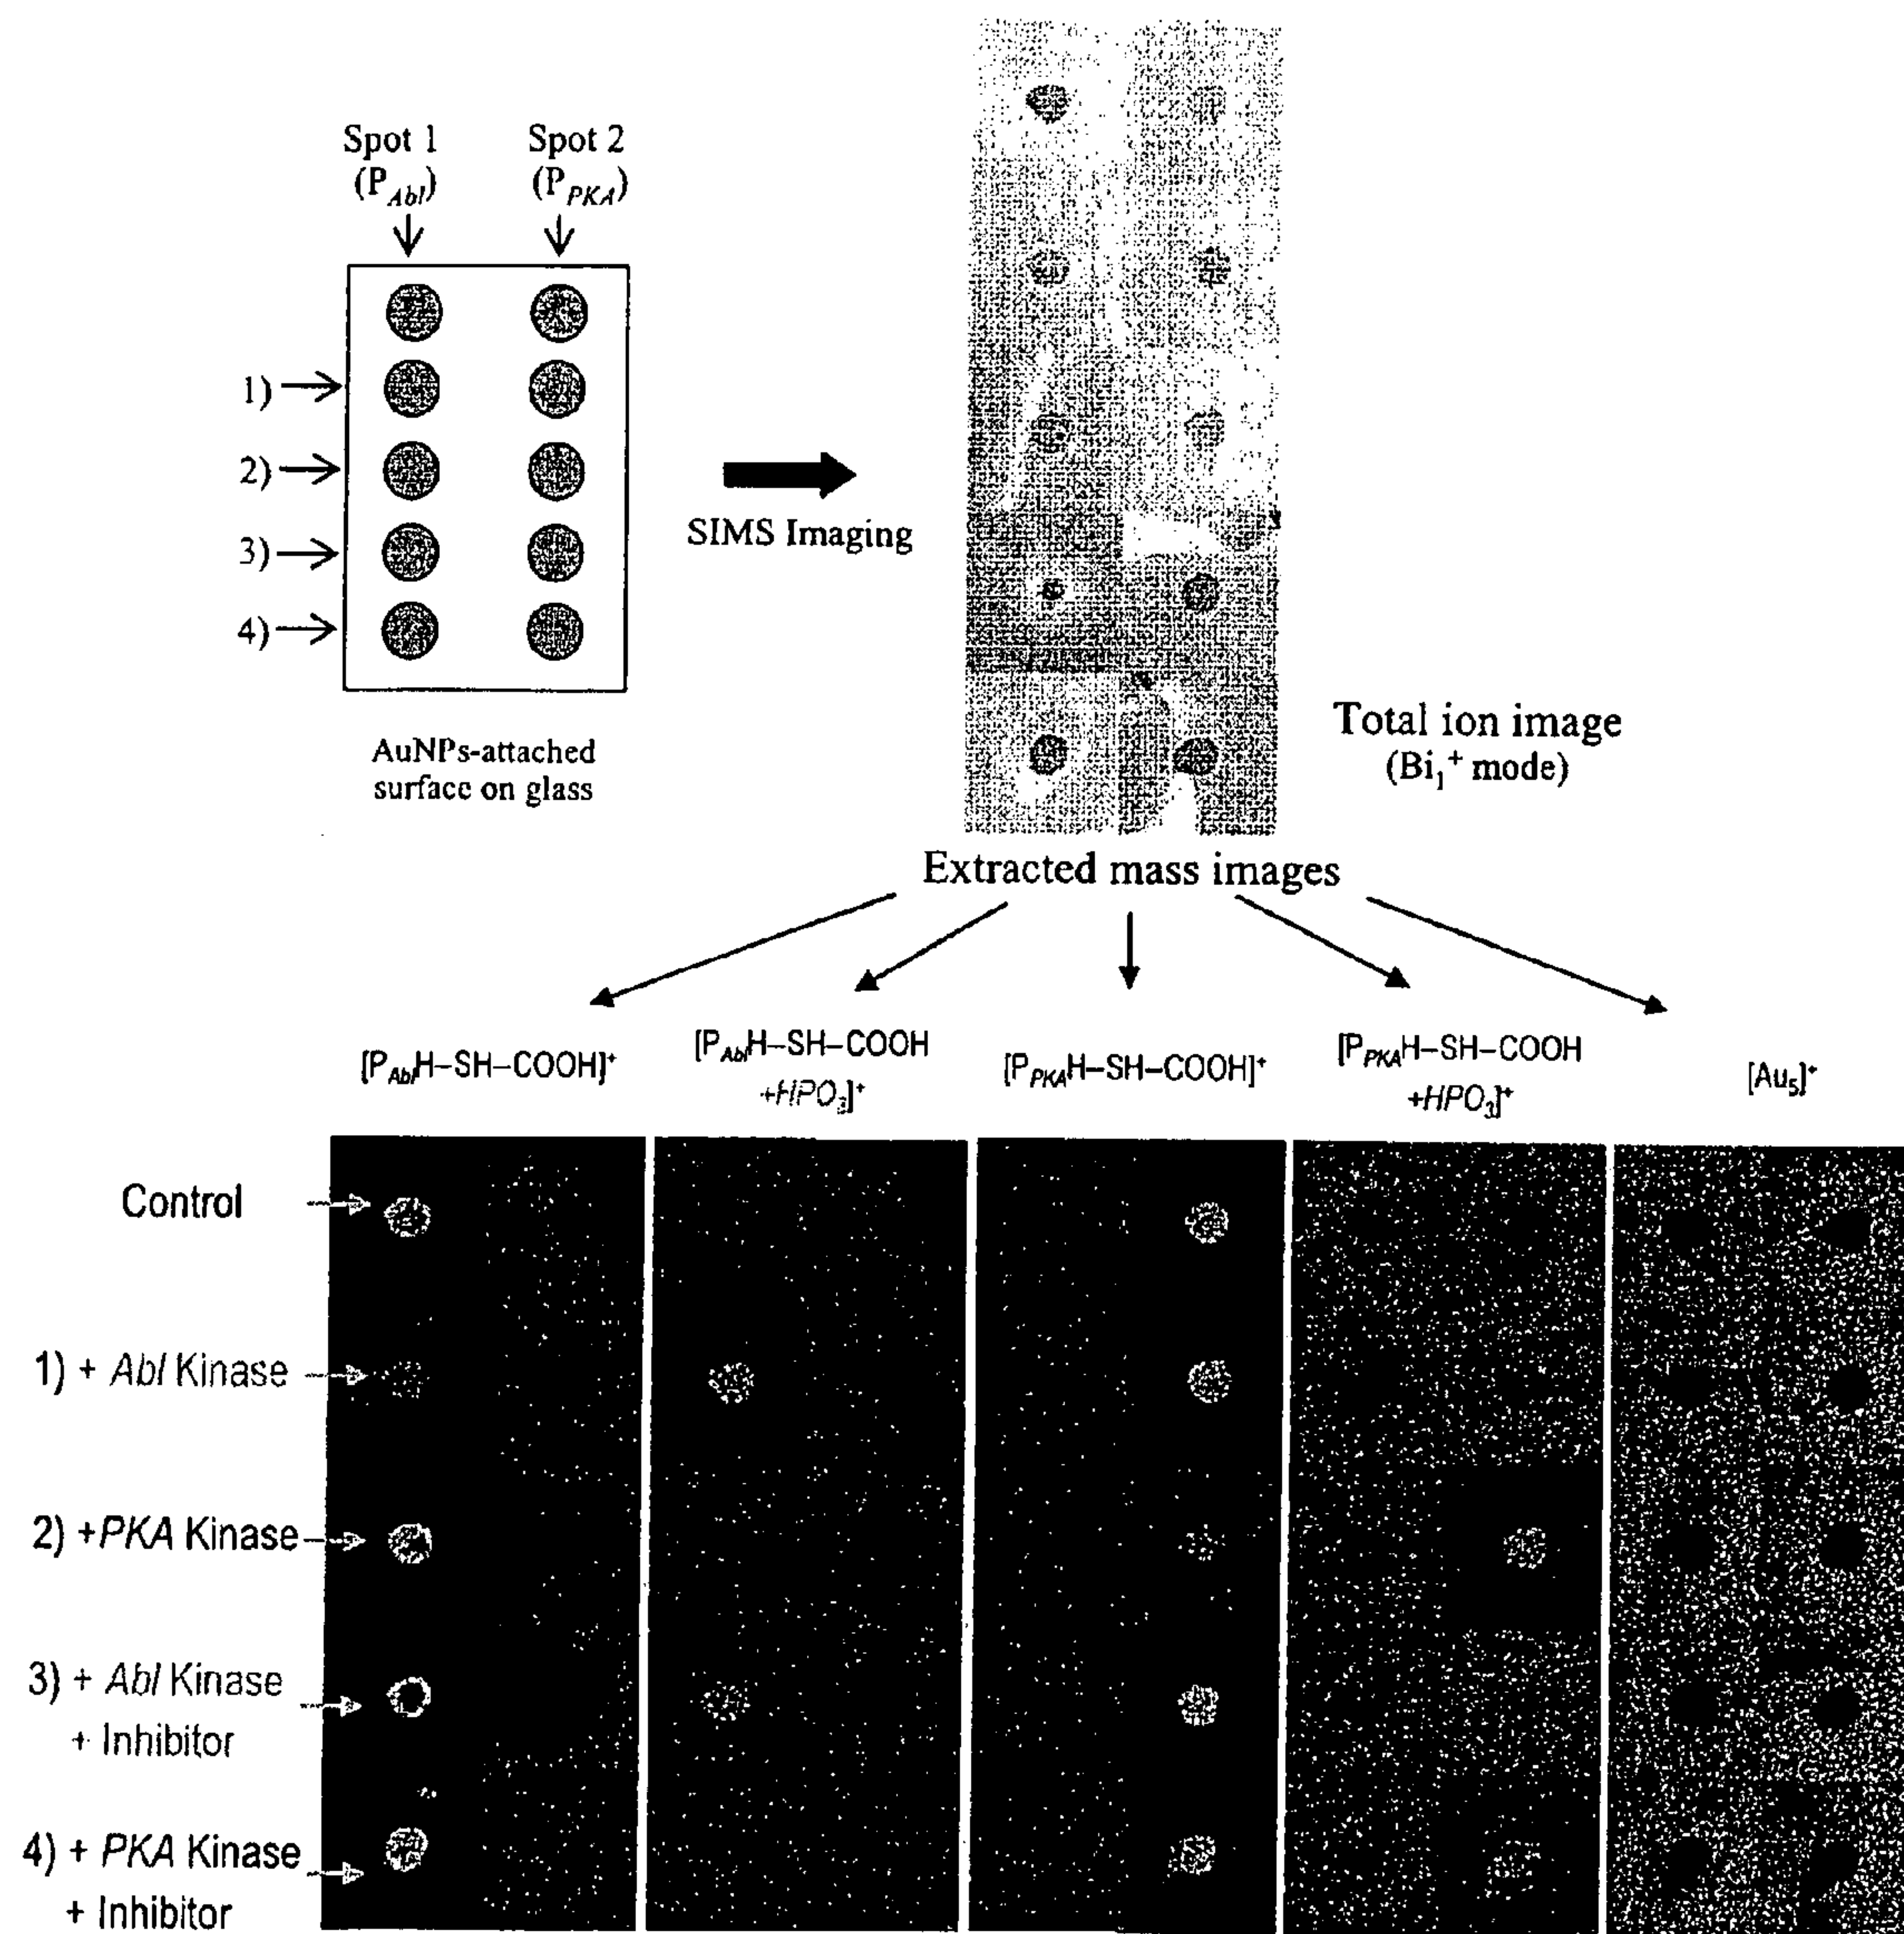 Spot 1
(P_Abl)
Spot 2
(P_PKA)
1)
2)
3)
4)
AuNPs-attached
surface on glass
SIMS Imaging
Total ion image
(Bi₁⁺ mode)
Extracted mass images
[P_AblH–SH–COOH]⁺
[P_AblH–SH–COOH
+HPO₃]⁺
[P_PKAH–SH–COOH]⁺
[P_PKAH–SH–COOH
+HPO₃]⁺
[Au₅]⁺
Control
1) + Abl Kinase
2) +PKA Kinase
3) + Abl Kinase
+ Inhibitor
4) + PKA Kinase
+ Inhibitor